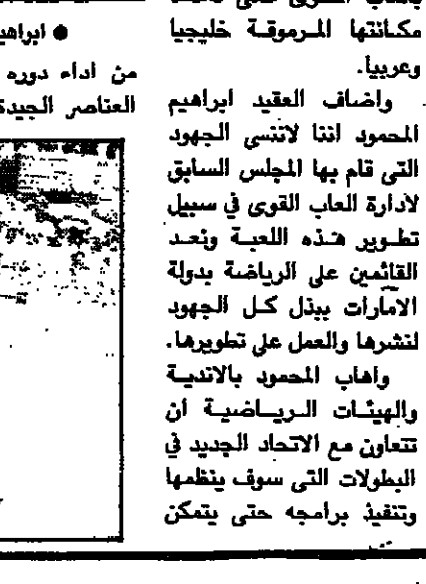 مكانتها المرموقة خليجيا
وعربيا.
واضاف العقيد ابراهيم
المحمود اننا لاننسى الجهود
التى قام بها المجلس السابق
لادارة العاب القوى في سبيل
تطوير هذه اللعبة ونعد
القائمين على الرياضة بدولة
الامارات ببذل كل الجهود
لنشرها والعمل على تطويرها.
واهاب المحمود بالاندية
والهيئات الرياضية ان
تتعاون مع الاتحاد الجديد في
البطولات التى سوف ينظمها
وتنفيذ برامجه حتى يتمكن
من اداء دوره